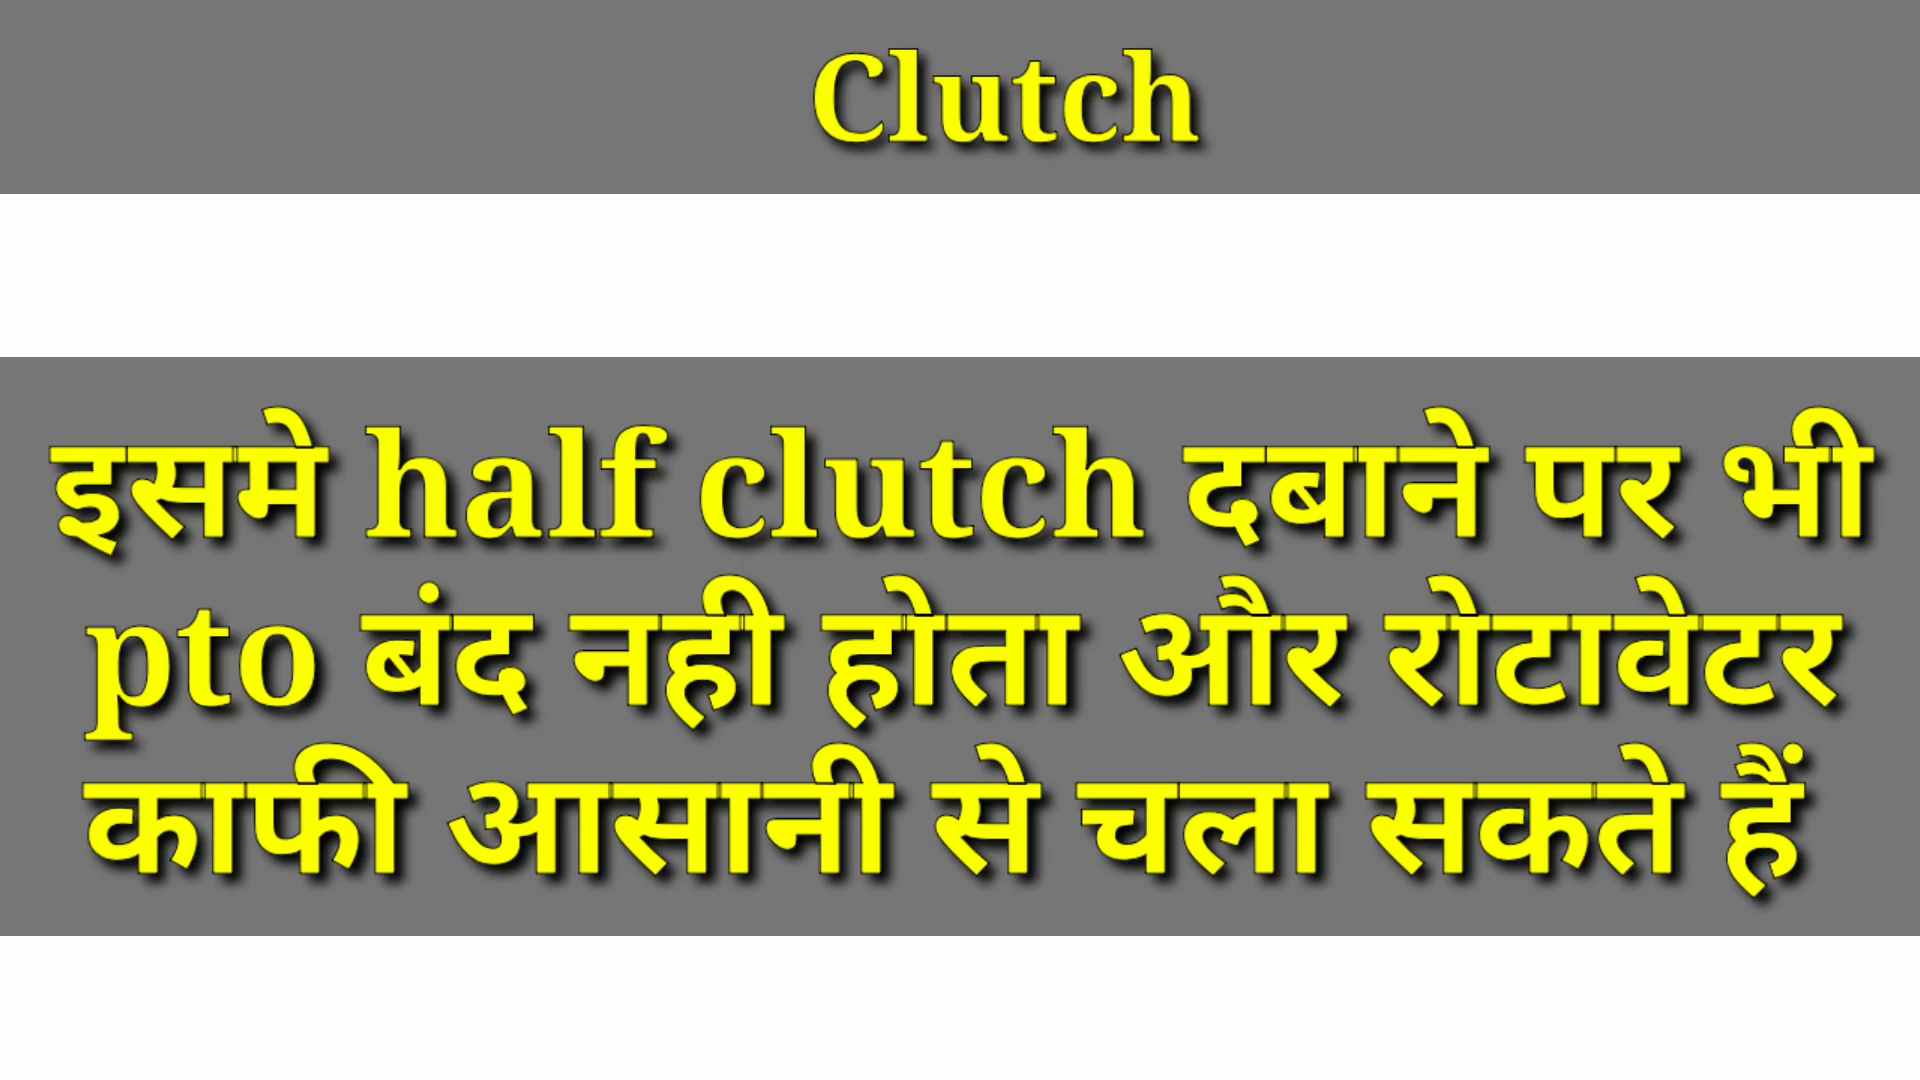 Clutch
इसमे half clutch दबाने पर भी
pto बंद नही होता और रोटावेटर
काफी आसानी से चला सकते हैं